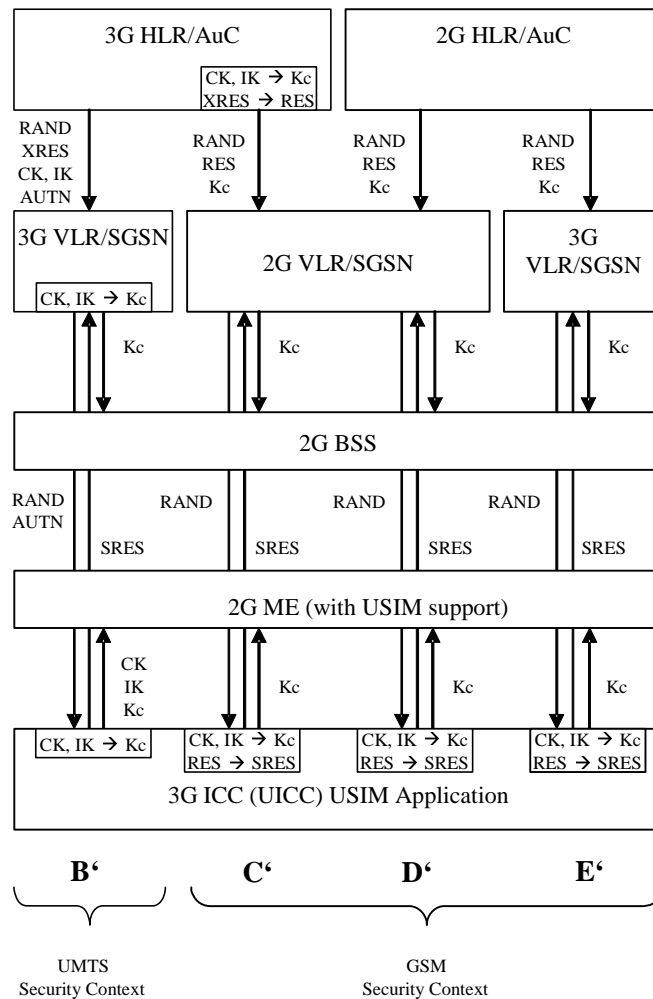 3G HLR/AuC
2G HLR/AuC
CK, IK → Kc
XRES → RES
RAND
XRES
CK, IK
AUTN
RAND
RES
Kc
RAND
RES
Kc
RAND
RES
Kc
3G VLR/SGSN
CK, IK → Kc
2G VLR/SGSN
3G
VLR/SGSN
Kc
Kc
Kc
Kc
2G BSS
RAND
AUTN
SRES
RAND
SRES
RAND
SRES
RAND
SRES
2G ME (with USIM support)
CK
IK
Kc
Kc
Kc
Kc
CK, IK → Kc
CK, IK → Kc
RES → SRES
CK, IK → Kc
RES → SRES
CK, IK → Kc
RES → SRES
3G ICC (UICC) USIM Application
B‘
C‘
D‘
E‘
UMTS
Security Context
GSM
Security Context